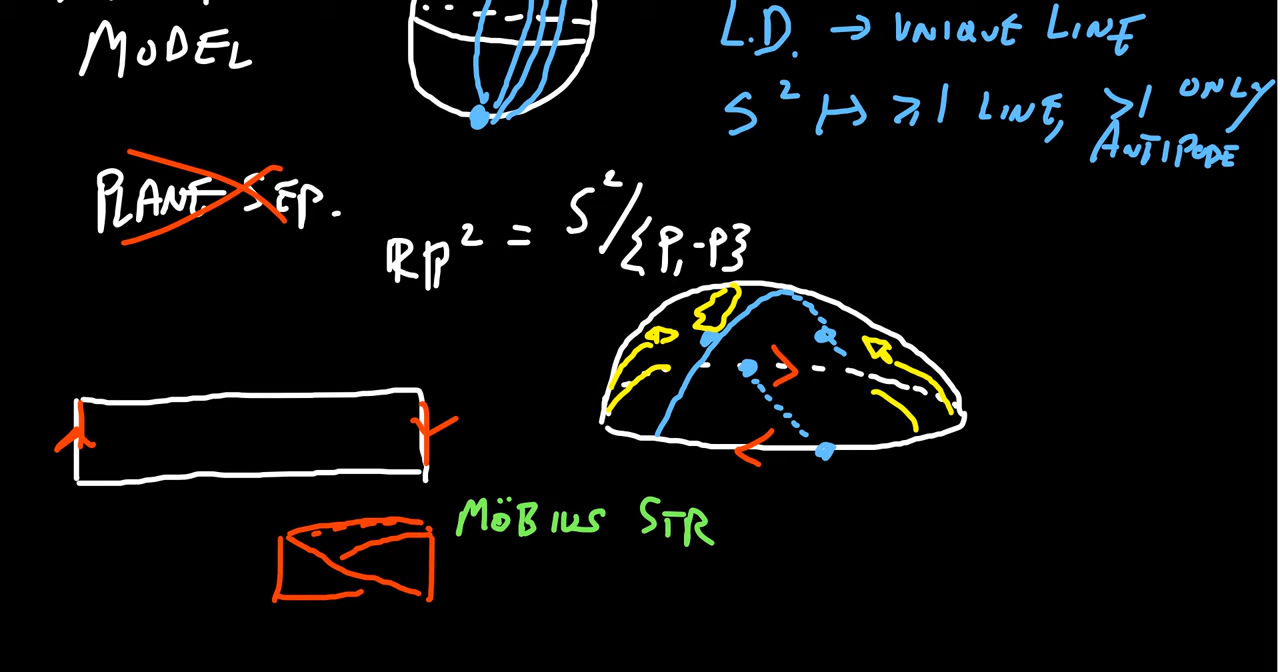 MODEL
L.D. → UNIQUE LINE
S² ↦ ≥1 LINE, >1 ONLY
ANTIPODE
PLANE SEP.
RP² = S²/{P,-P}
MÖBIUS STR